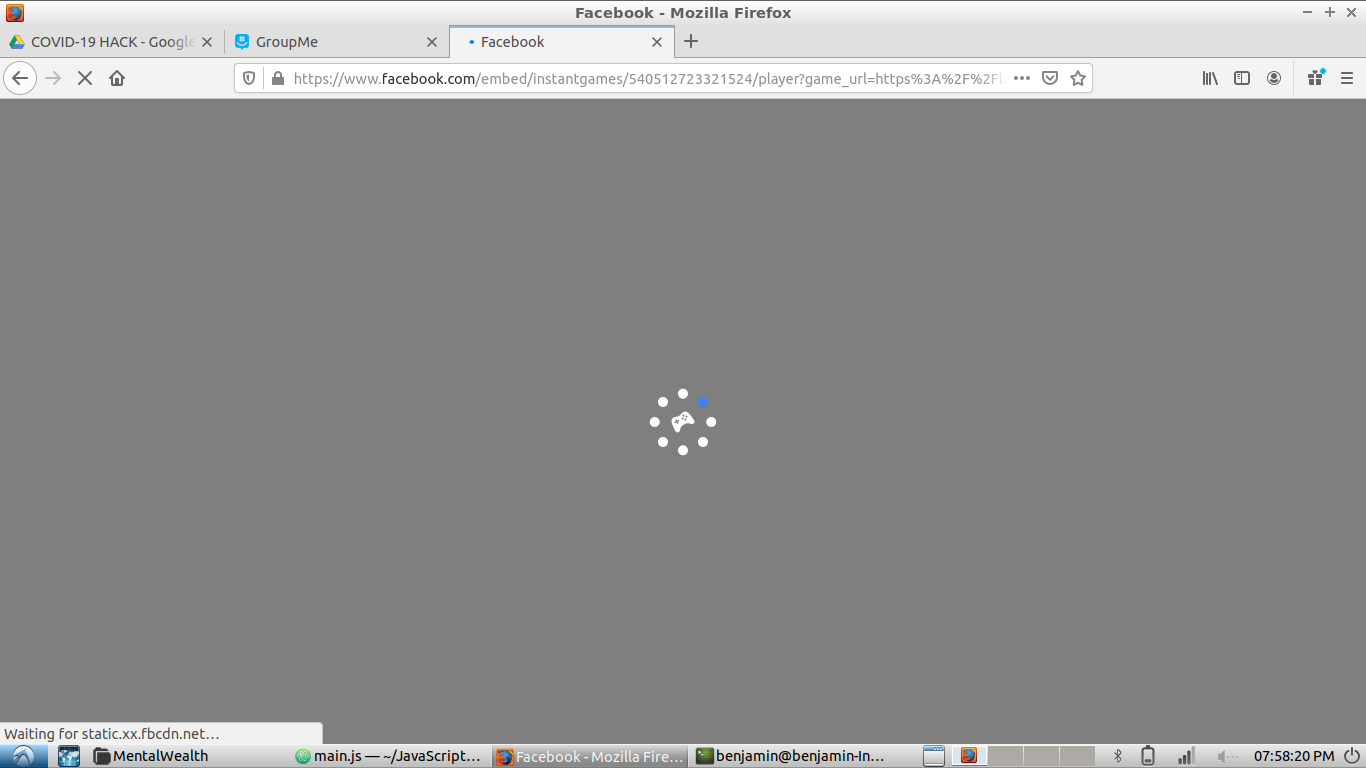 Facebook - Mozilla Firefox
COVID-19 HACK - Google
GroupMe
Facebook
https://www.facebook.com/embed/instantgames/540512723321524/player?game_url=https%3A%2F%2Fl
Waiting for static.xx.fbcdn.net…
MentalWealth
main.js — ~/JavaScript...
Facebook - Mozilla Fire...
benjamin@benjamin-In...
07:58:20 PM